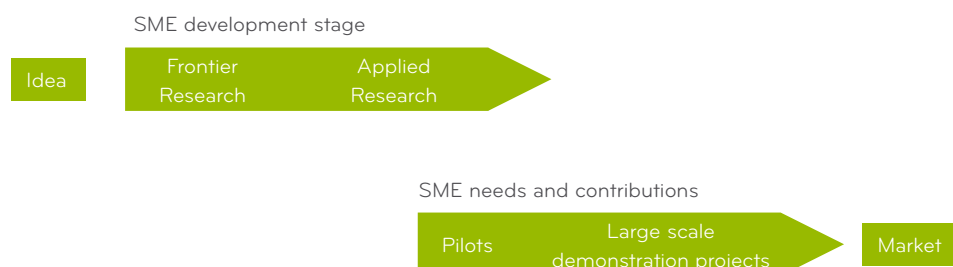 SME development stage
Idea
Frontier
Research
Applied
Research
SME needs and contributions
Pilots
Large scale
demonstration projects
Market